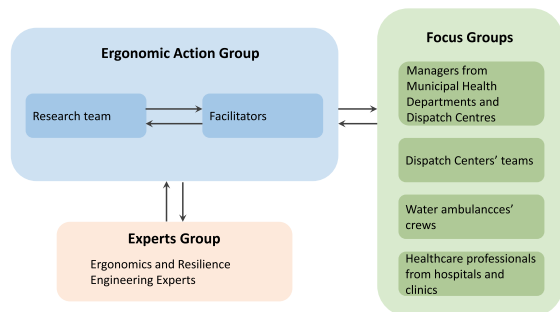 Ergonomic Action Group
Research team
Facilitators
Experts Group
Ergonomics and Resilience
Engineering Experts
Focus Groups
Managers from
Municipal Health
Departments and
Dispatch Centres
Dispatch Centers’ teams
Water ambulancces’
crews
Healthcare professionals
from hospitals and
clinics